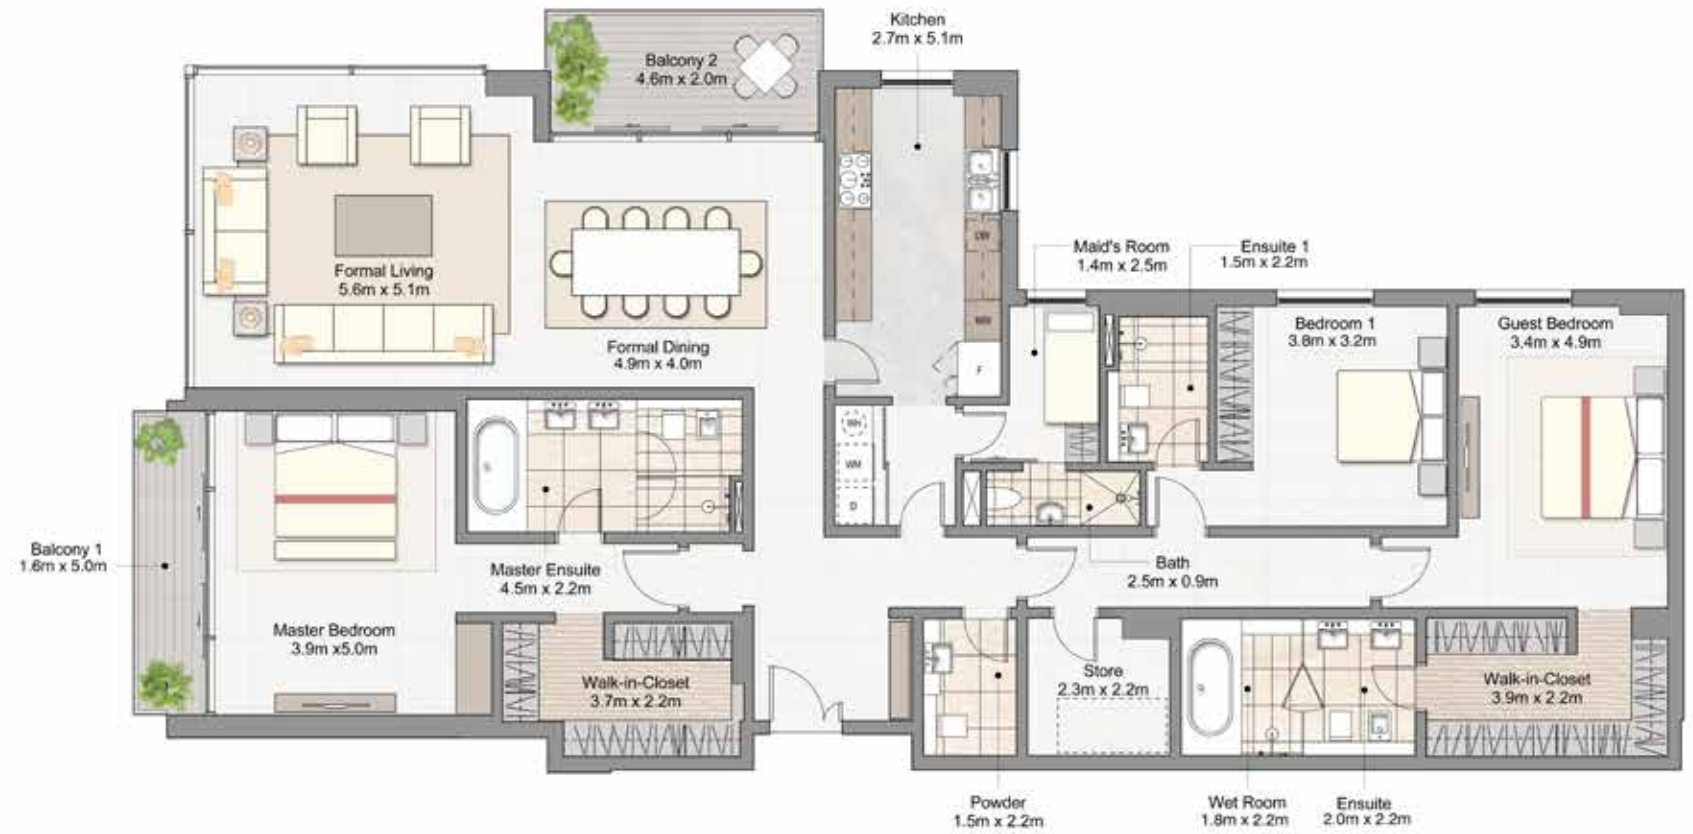 Kitchen
2.7m x 5.1m
Balcony 2
4.6m x 2.0m
Maid's Room
1.4m x 2.5m
Ensuite 1
1.5m x 2.2m
Formal Living
5.6m x 5.1m
DW
Bedroom 1
3.8m x 3.2m
Guest Bedroom
3.4m x 4.9m
Formal Dining
4.9m x 4.0m
F
WH
WM
D
Balcony 1
1.6m x 5.0m
Master Ensuite
4.5m x 2.2m
Bath
2.5m x 0.9m
Master Bedroom
3.9m x5.0m
Walk-in-Closet
3.7m x 2.2m
Store
2.3m x 2.2m
Walk-in-Closet
3.9m x 2.2m
Powder
1.5m x 2.2m
Wet Room
1.8m x 2.2m
Ensuite
2.0m x 2.2m